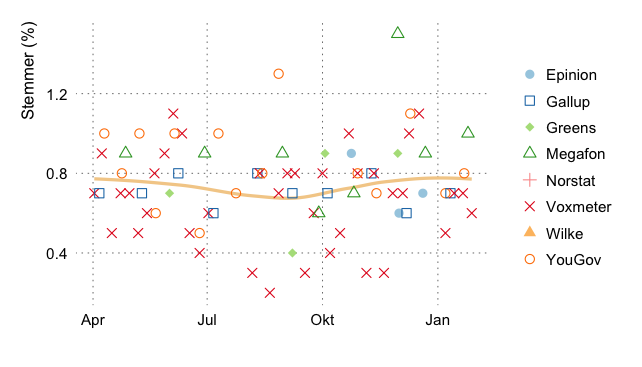 Stemmer (%)
1.2
0.8
0.4
Apr Jul Okt Jan
Epinion
Gallup
Greens
Megafon
Norstat
Voxmeter
Wilke
YouGov